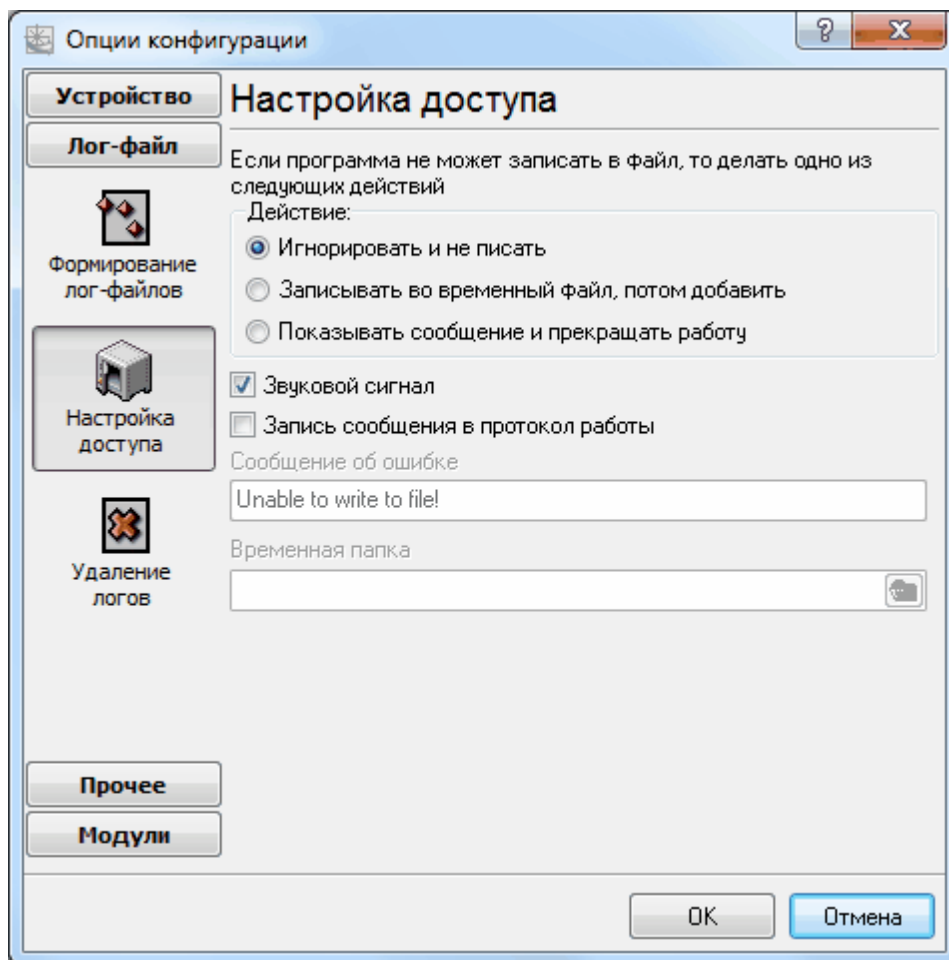 Опции конфигурации
?
Устройство
Лог-файл
Формирование
лог-файлов
Настройка
доступа
Удаление
логов
Прочее
Модули
Настройка доступа
Если программа не может записать в файл, то делать одно из
следующих действий
Действие:
Игнорировать и не писать
Записывать во временный файл, потом добавить
Показывать сообщение и прекращать работу
Звуковой сигнал
Запись сообщения в протокол работы
Сообщение об ошибке
Unable to write to file!
Временная папка
OK
Отмена